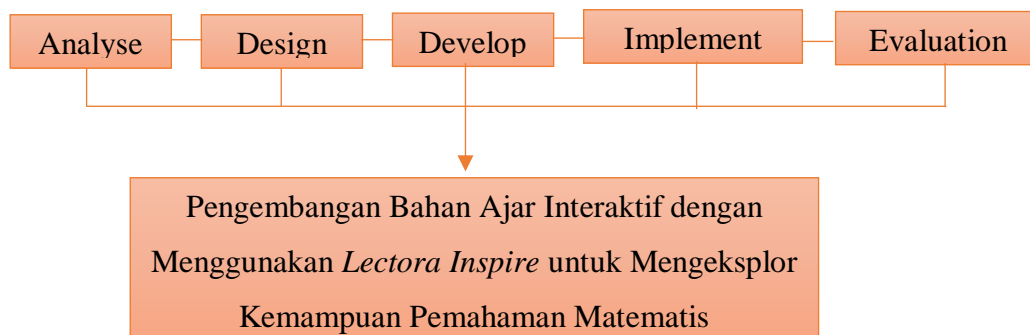 Analyse
Design
Develop
Implement
Evaluation
Pengembangan Bahan Ajar Interaktif dengan
Menggunakan Lectora Inspire untuk Mengeksplor
Kemampuan Pemahaman Matematis